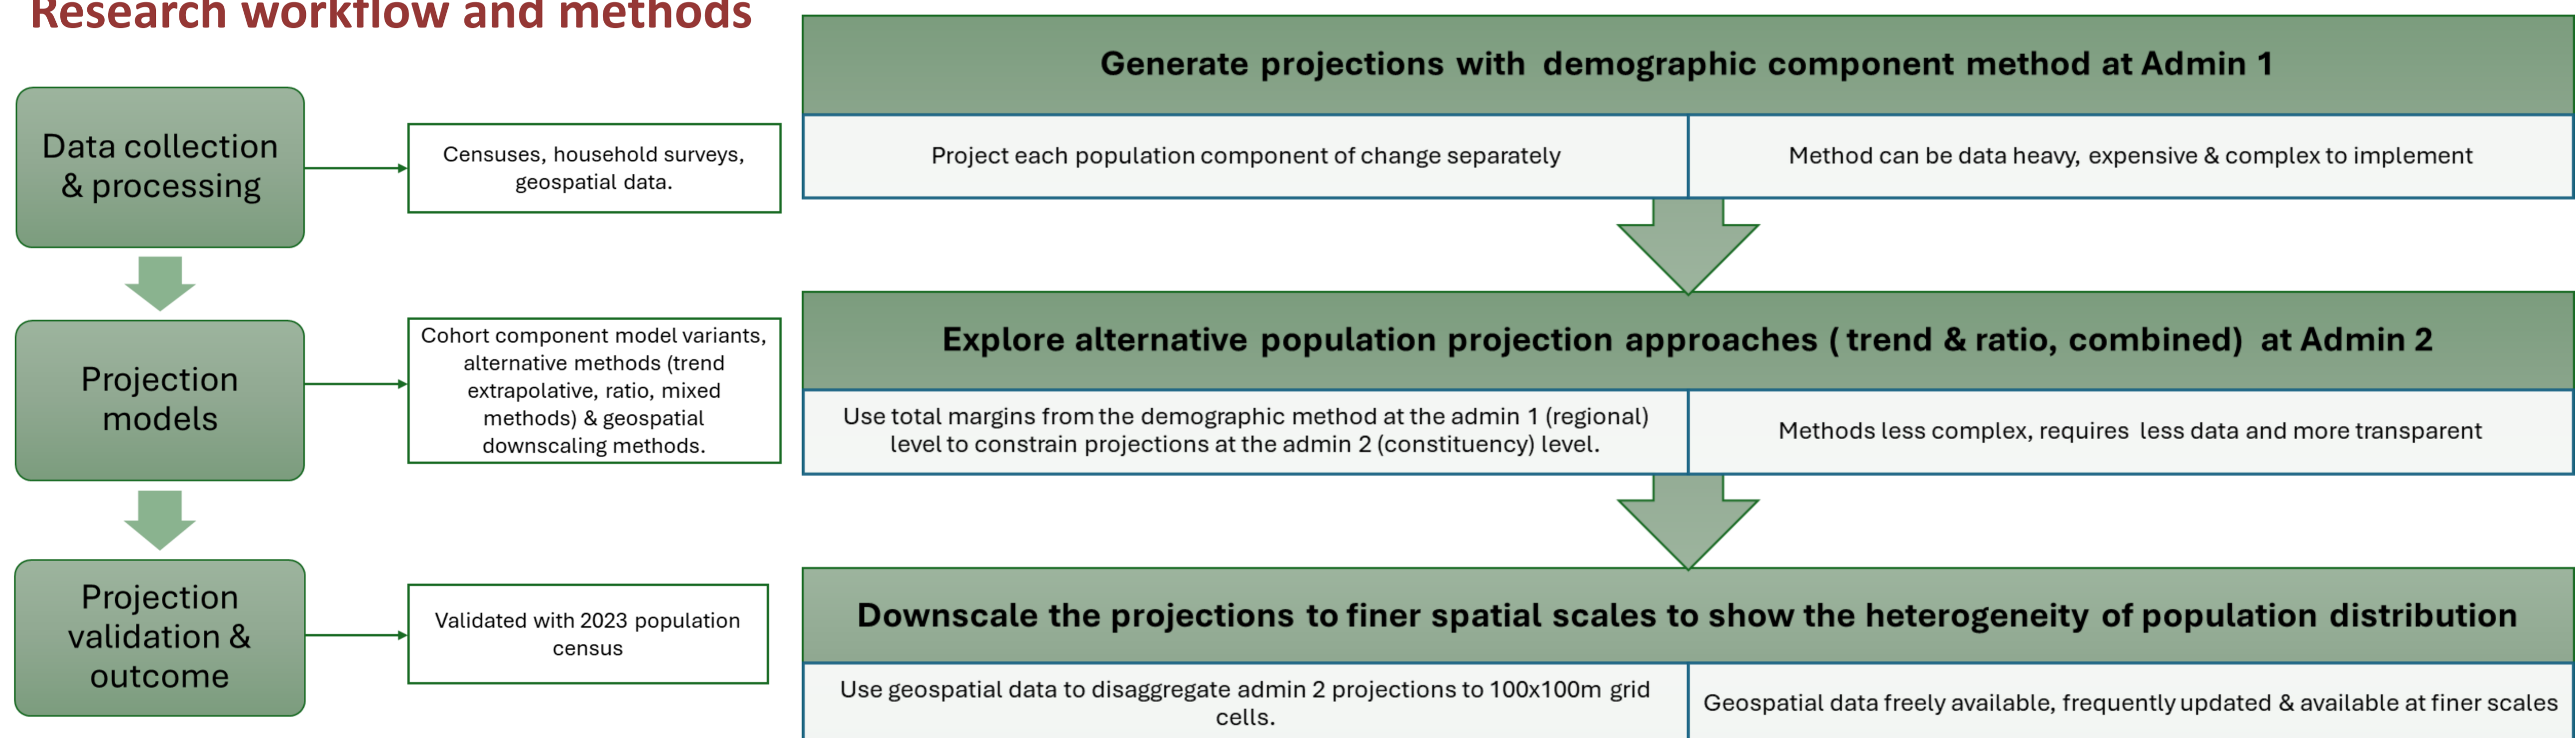 Research workflow and methods
Data collection
& processing
Censuses, household surveys,
geospatial data.
Projection
models
Cohort component model variants,
alternative methods (trend
extrapolative, ratio, mixed
methods) & geospatial
downscaling methods.
Projection
validation &
outcome
Validated with 2023 population
census
Generate projections with demographic component method at Admin 1
Project each population component of change separately
Method can be data heavy, expensive & complex to implement
Explore alternative population projection approaches ( trend & ratio, combined) at Admin 2
Use total margins from the demographic method at the admin 1 (regional)
level to constrain projections at the admin 2 (constituency) level.
Methods less complex, requires less data and more transparent
Downscale the projections to finer spatial scales to show the heterogeneity of population distribution
Use geospatial data to disaggregate admin 2 projections to 100x100m grid
cells.
Geospatial data freely available, frequently updated & available at finer scales